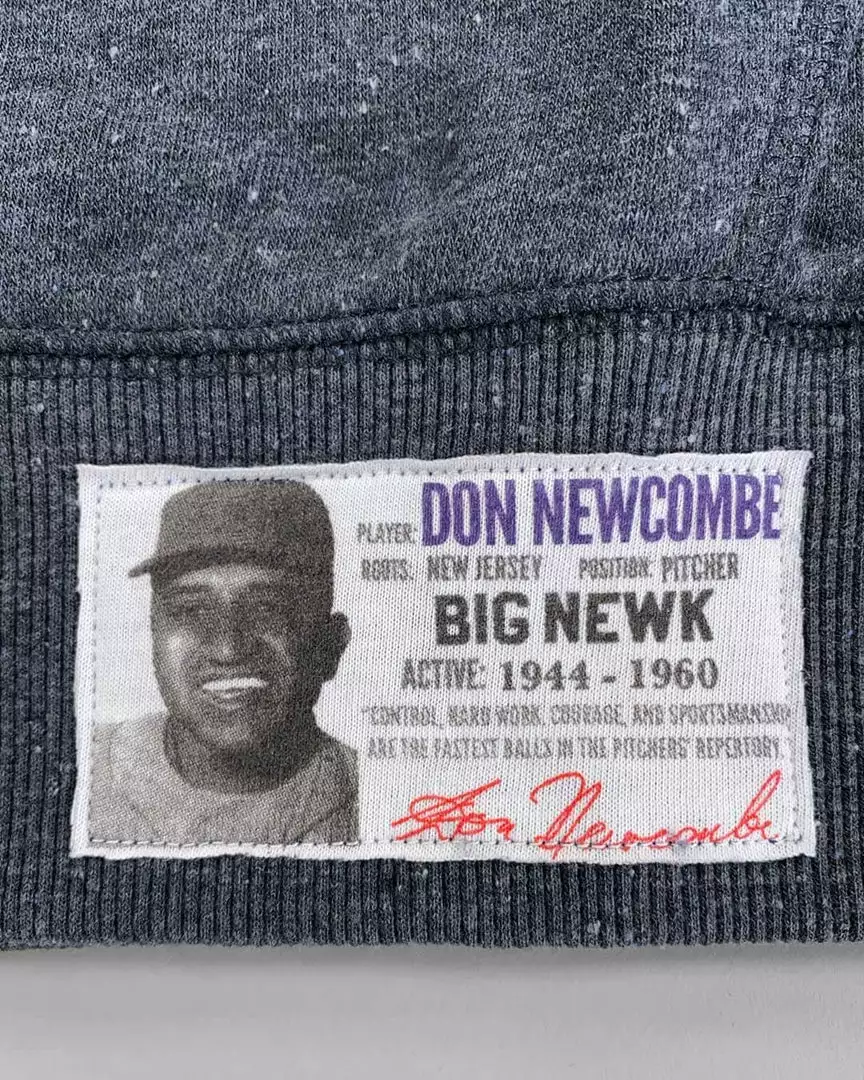 PLAYER: DON NEWCOMBE
ROOTS: NEW JERSEY POSITION: PITCHER
BIG NEWK
ACTIVE: 1944 - 1960
"CONTROL, HARD WORK, COURAGE, AND SPORTSMANSHIP
ARE THE FASTEST BALLS IN THE PITCHERS' REPERTORY."
Don Newcombe